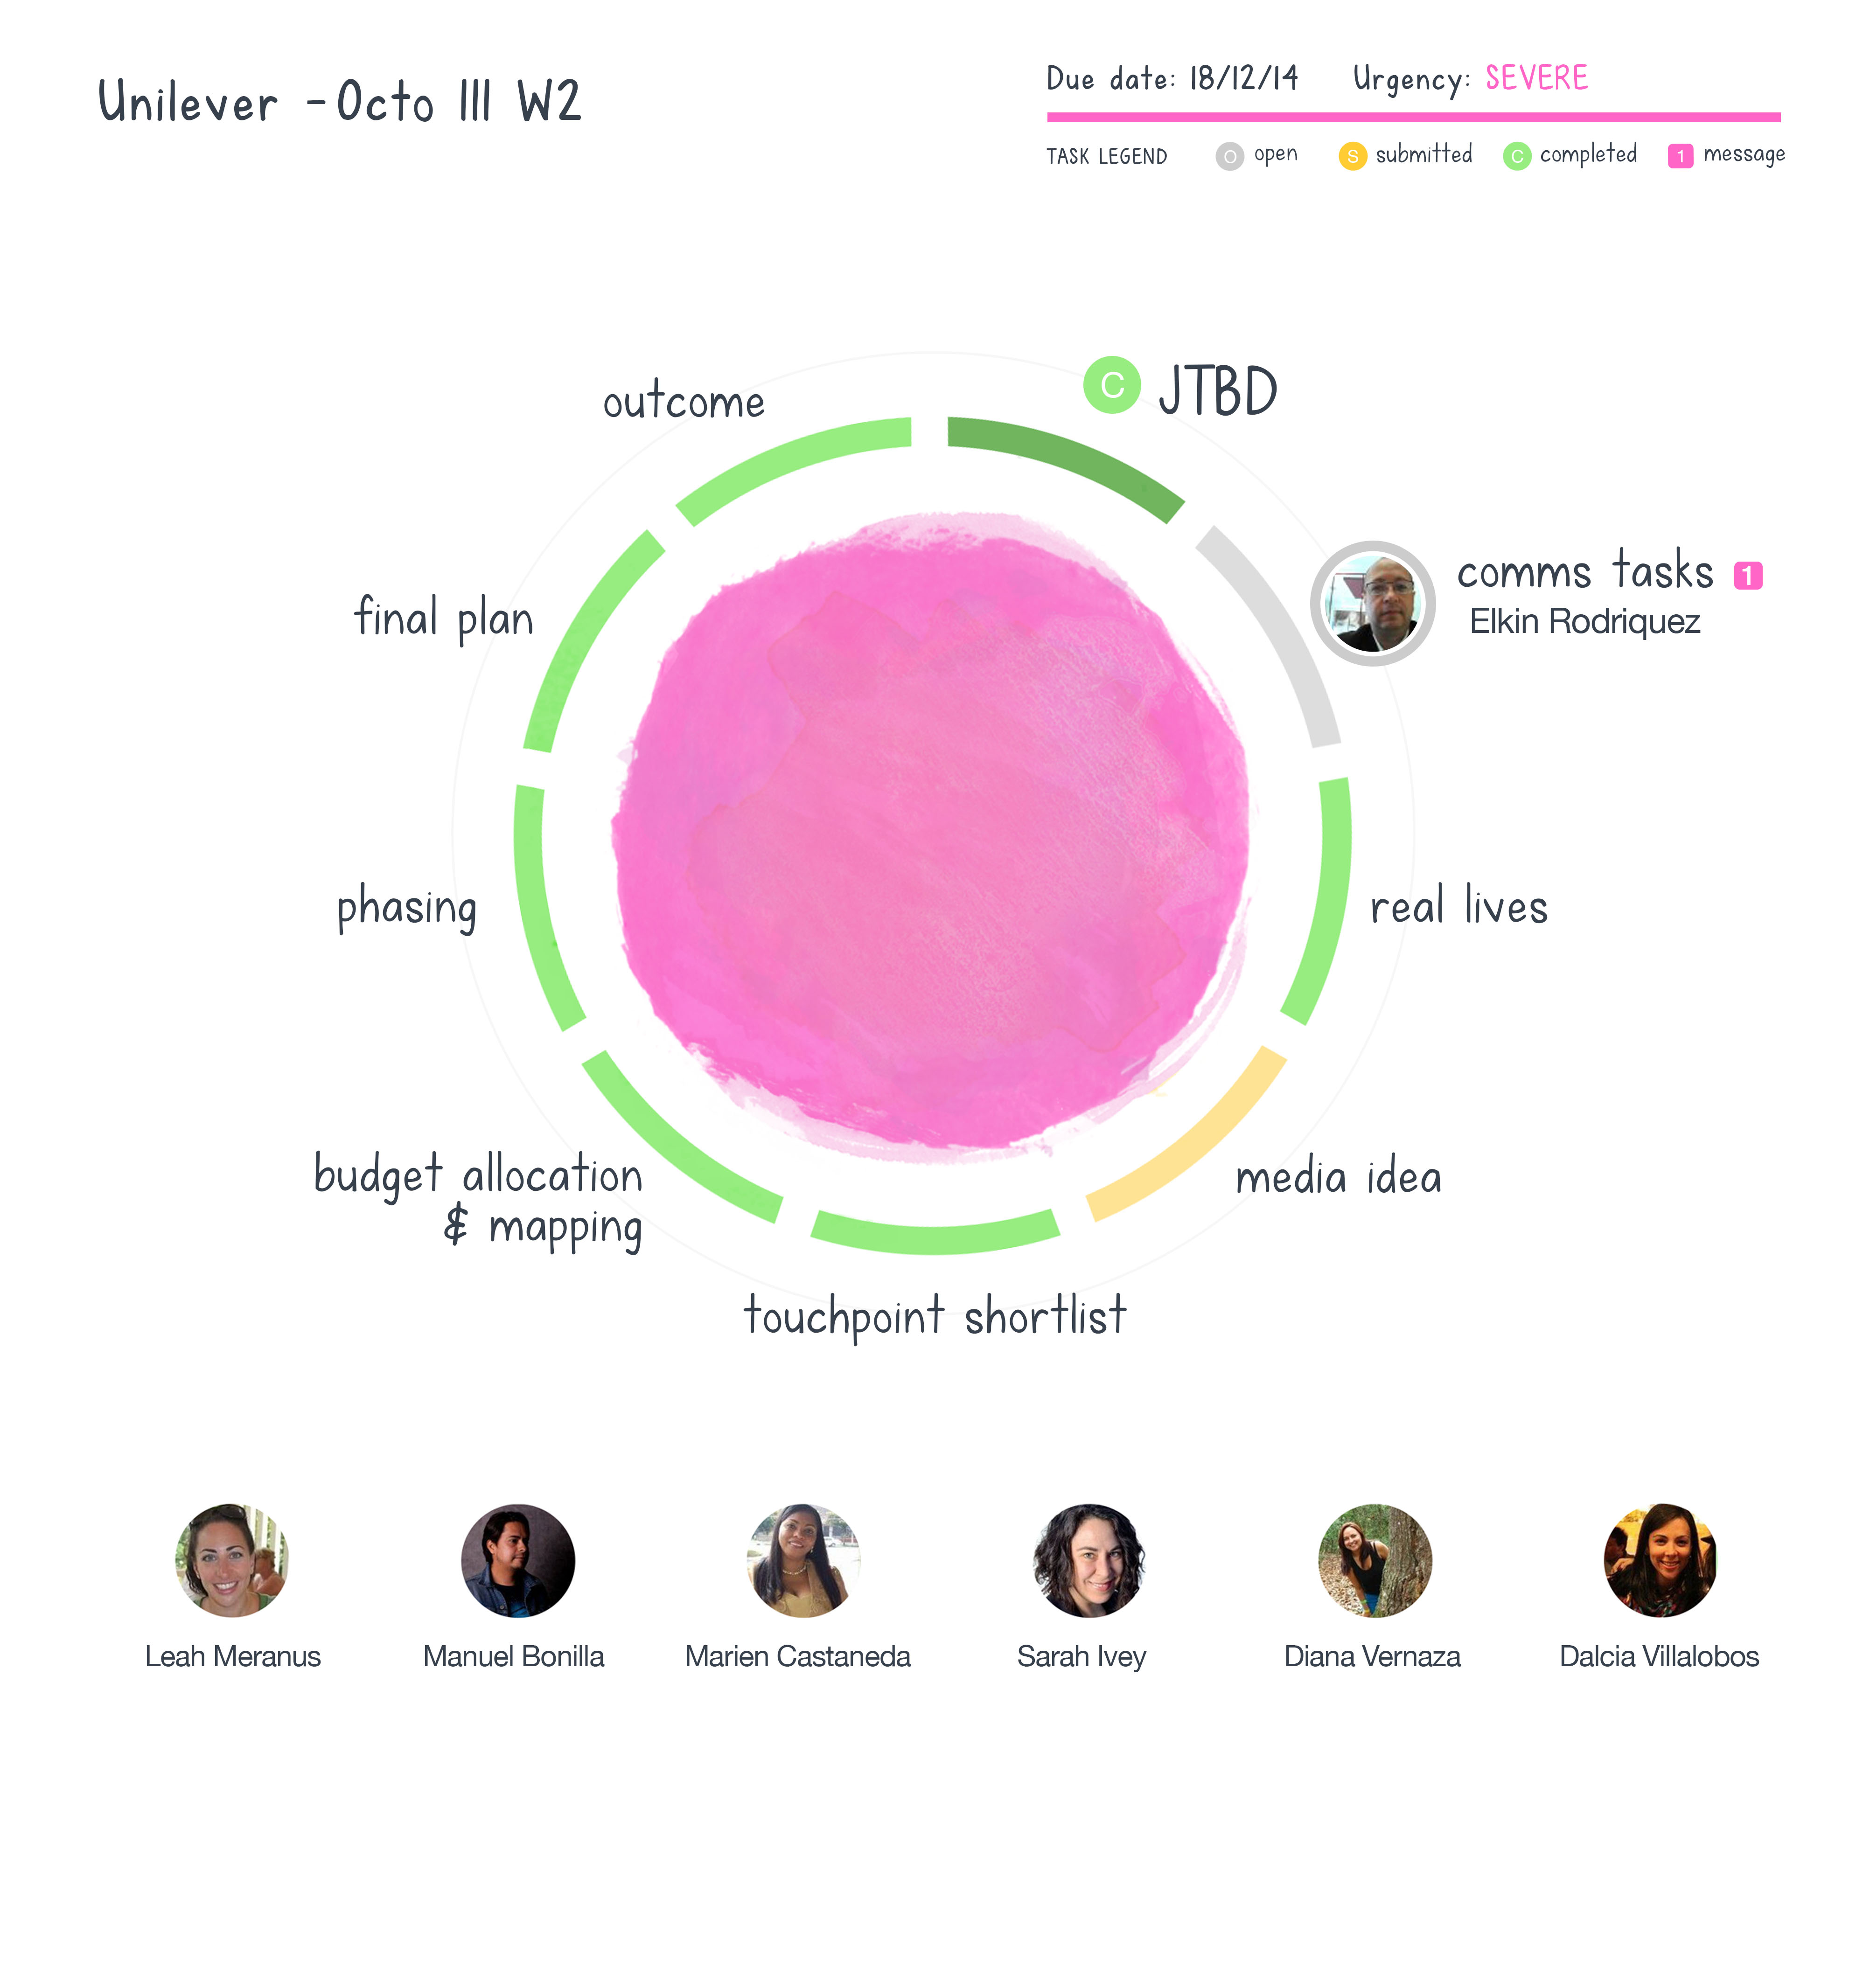 Unilever - Octo III W2
Due date: 18/12/14 Urgency: SEVERE
TASK LEGEND O open S submitted C completed 1 message
C JTBD
outcome
comms tasks 1
Elkin Rodriquez
final plan
phasing
real lives
budget allocation
& mapping
media idea
touchpoint shortlist
Leah Meranus
Manuel Bonilla
Marien Castaneda
Sarah Ivey
Diana Vernaza
Dalcia Villalobos